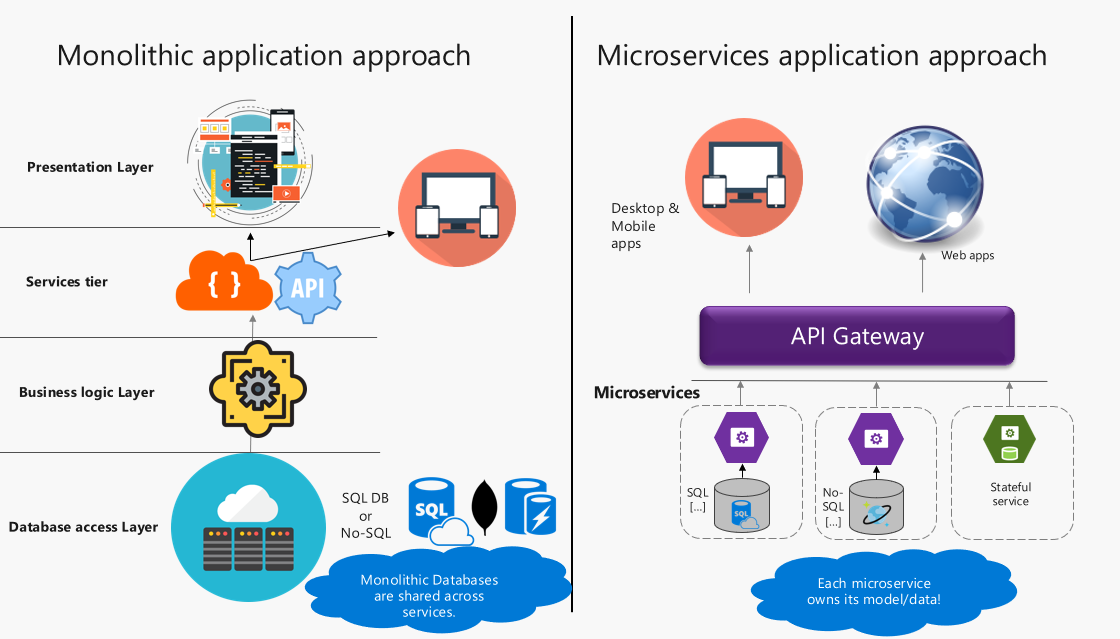 Monolithic application approach
Presentation Layer
Services tier
{ }
API
Business logic Layer
Database access Layer
SQL DB
or
No-SQL
SQL
Monolithic Databases
are shared across
services.
Microservices application approach
Desktop &
Mobile
apps
Web apps
API Gateway
Microservices
SQL
[...]
SQL
No-
SQL
[...]
Stateful
service
Each microservice
owns its model/data!